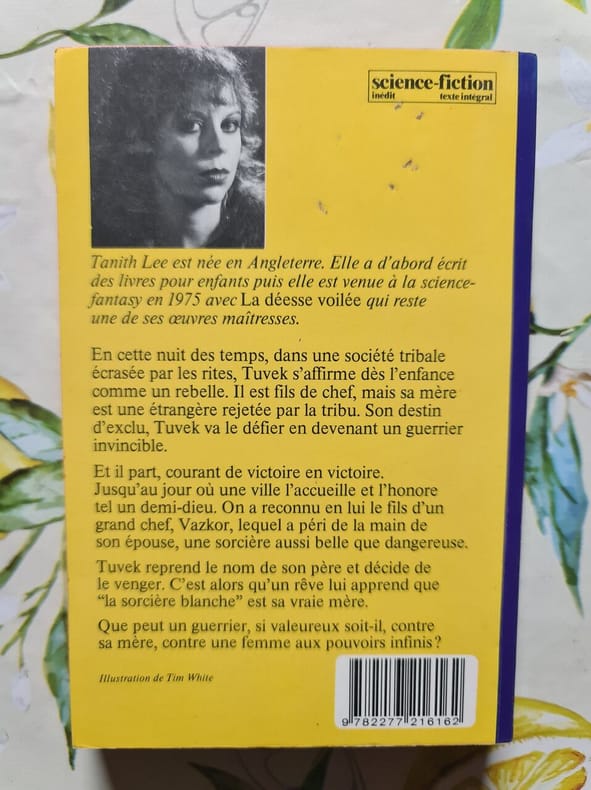 science-fiction
inédit texte intégral
Tanith Lee est née en Angleterre. Elle a d'abord écrit
des livres pour enfants puis elle est venue à la science-
fantasy en 1975 avec La déesse voilée qui reste
une de ses œuvres maîtresses.
En cette nuit des temps, dans une société tribale
écrasée par les rites, Tuvek s'affirme dès l'enfance
comme un rebelle. Il est fils de chef, mais sa mère
est une étrangère rejetée par la tribu. Son destin
d'exclu, Tuvek va le défier en devenant un guerrier
invincible.
Et il part, courant de victoire en victoire.
Jusqu'au jour où une ville l'accueille et l'honore
tel un demi-dieu. On a reconnu en lui le fils d'un
grand chef, Vazkor, lequel a péri de la main de
son épouse, une sorcière aussi belle que dangereuse.
Tuvek reprend le nom de son père et décide de
le venger. C'est alors qu'un rêve lui apprend que
"la sorcière blanche" est sa vraie mère.
Que peut un guerrier, si valeureux soit-il, contre
sa mère, contre une femme aux pouvoirs infinis ?
Illustration de Tim White
9 782277 216162